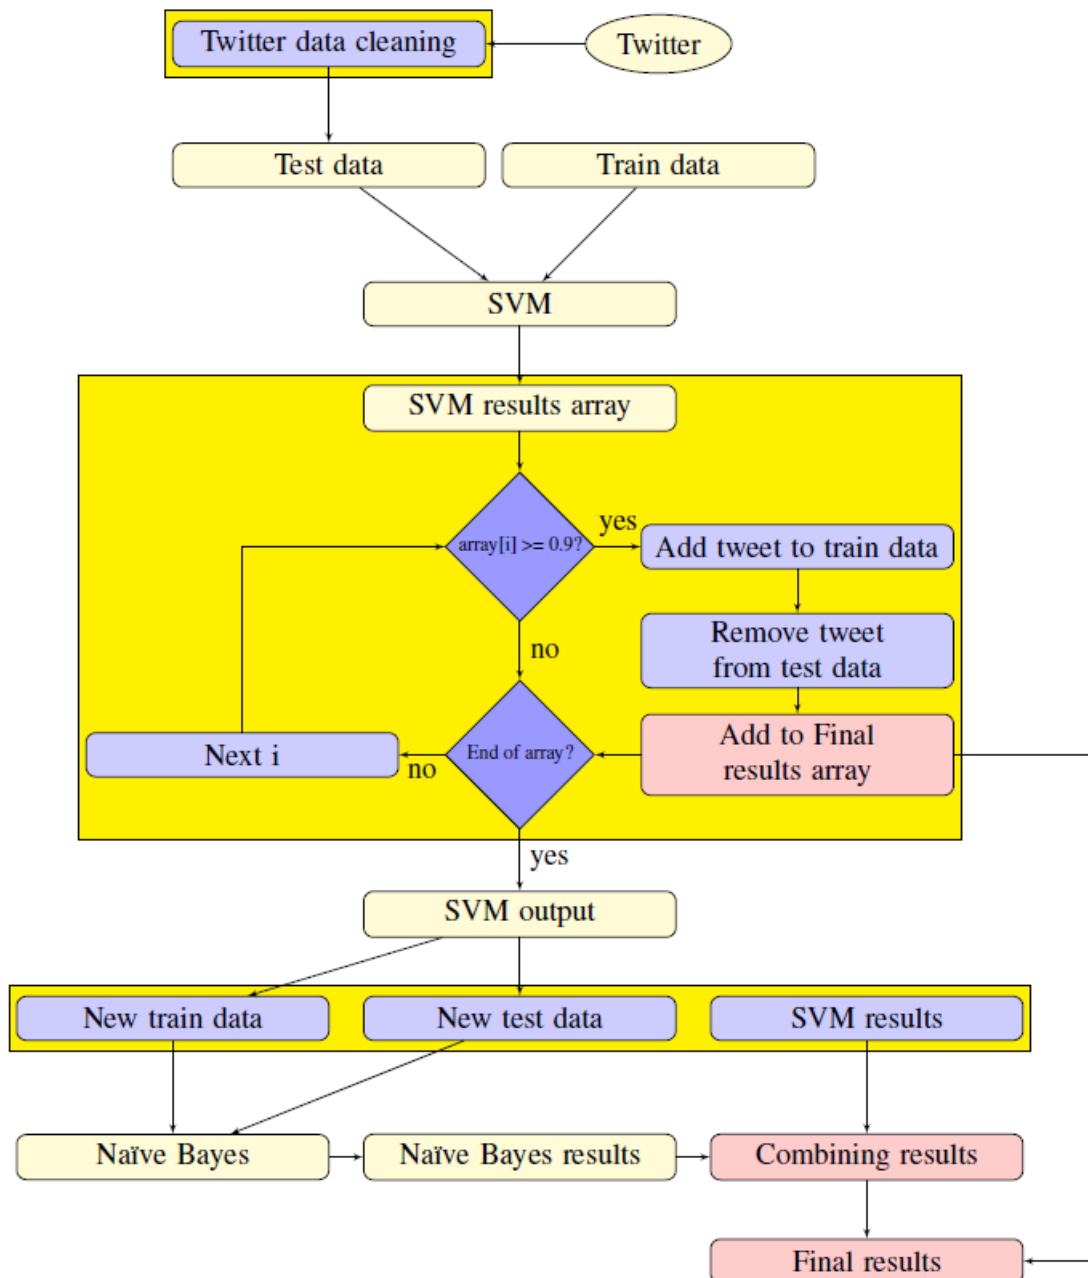 Twitter data cleaning
Twitter
Test data
Train data
SVM
SVM results array
array[i] >= 0.9?
yes
Add tweet to train data
Remove tweet
from test data
no
Add to Final
results array
End of array?
no
Next i
yes
SVM output
New train data
New test data
SVM results
Naïve Bayes
Naïve Bayes results
Combining results
Final results